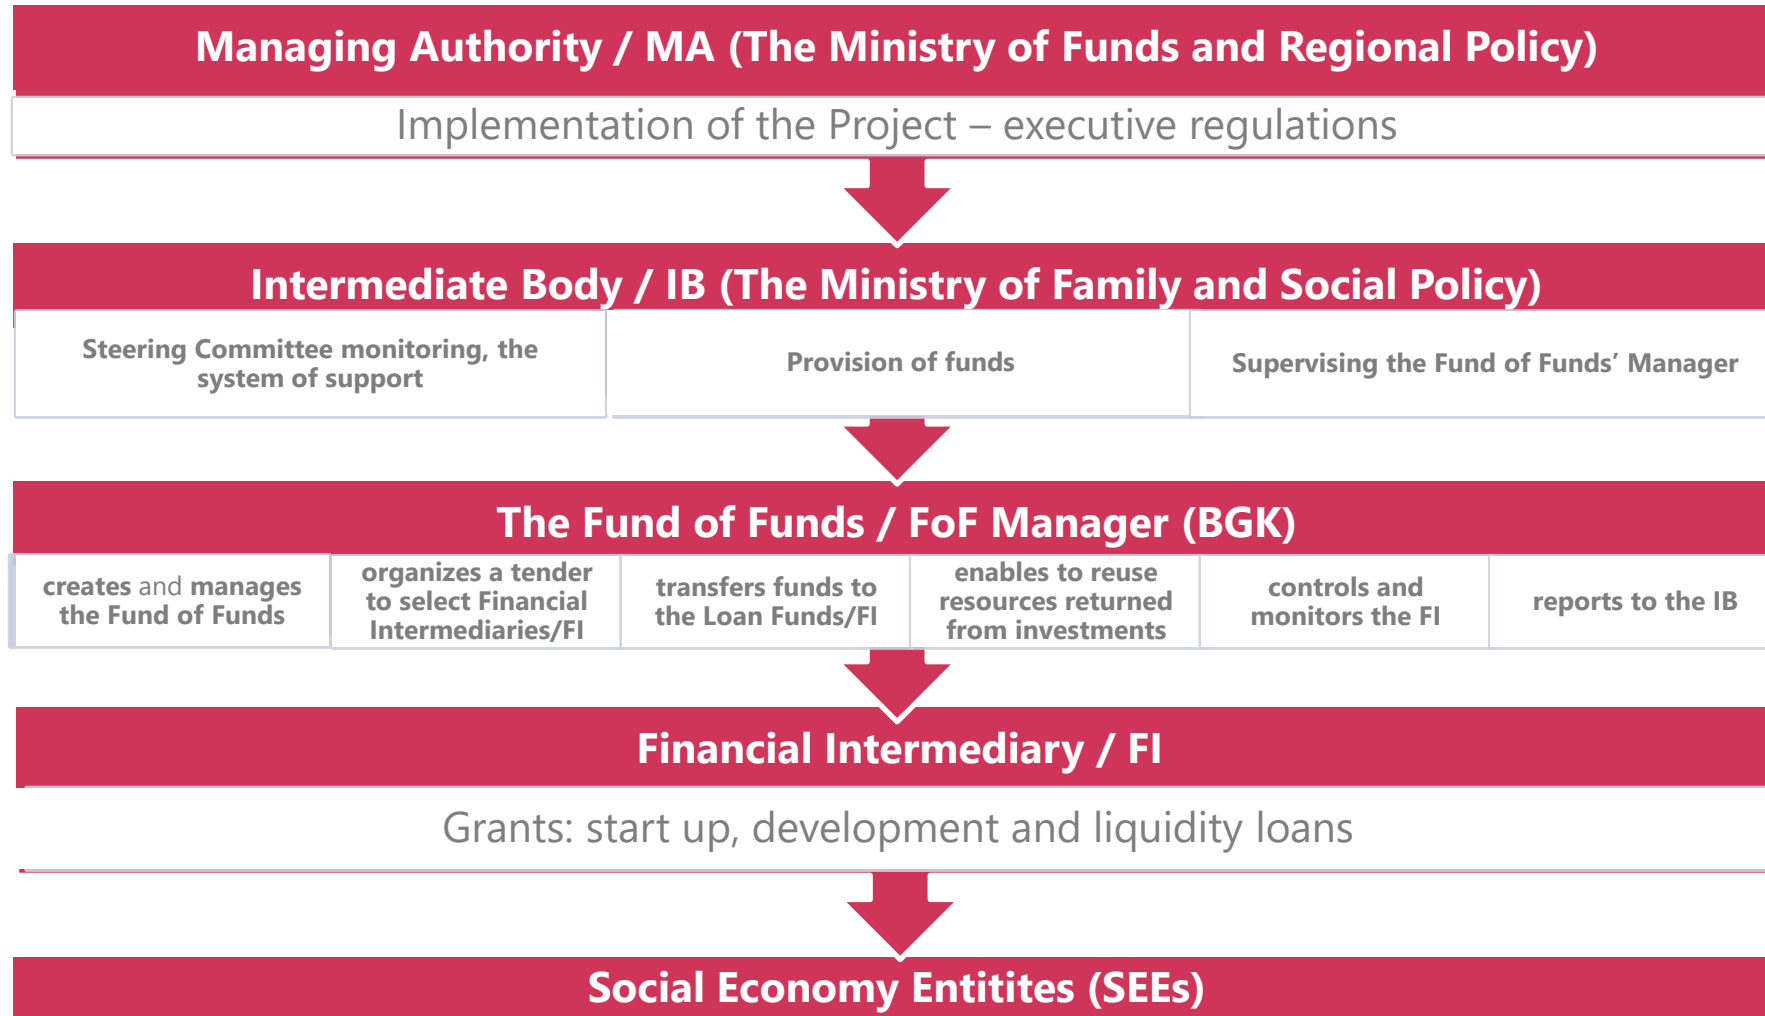 Managing Authority / MA (The Ministry of Funds and Regional Policy)
Implementation of the Project – executive regulations
Intermediate Body / IB (The Ministry of Family and Social Policy)
Steering Committee monitoring, the
system of support
Provision of funds
Supervising the Fund of Funds’ Manager
The Fund of Funds / FoF Manager (BGK)
creates and manages
the Fund of Funds
organizes a tender
to select Financial
Intermediaries/FI
transfers funds to
the Loan Funds/FI
enables to reuse
resources returned
from investments
controls and
monitors the FI
reports to the IB
Financial Intermediary / FI
Grants: start up, development and liquidity loans
Social Economy Entitites (SEEs)